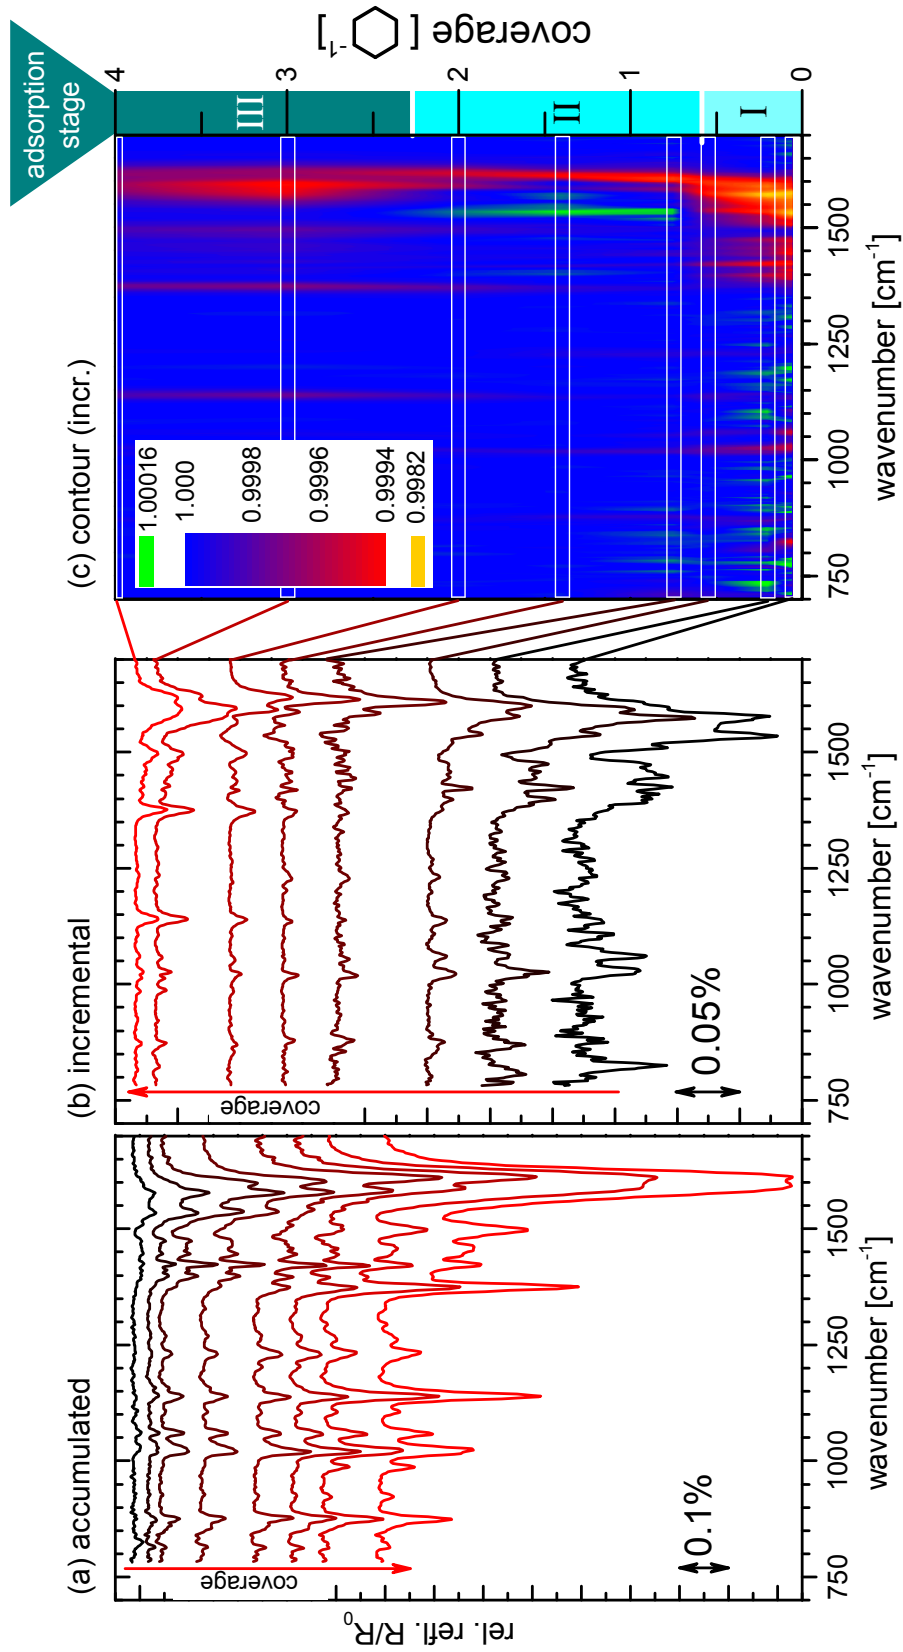 (a) accumulated
rel. refl. R/R0
coverage
0.1%
750
1000
1250
1500
wavenumber [cm-1]
(b) incremental
coverage
0.05%
750
1000
1250
1500
wavenumber [cm-1]
(c) contour (incr.)
1.00016
1.000
0.9998
0.9996
0.9994
0.9982
750
1000
1250
1500
wavenumber [cm-1]
adsorption
stage
III
II
I
4
3
2
1
0
coverage [ -1]